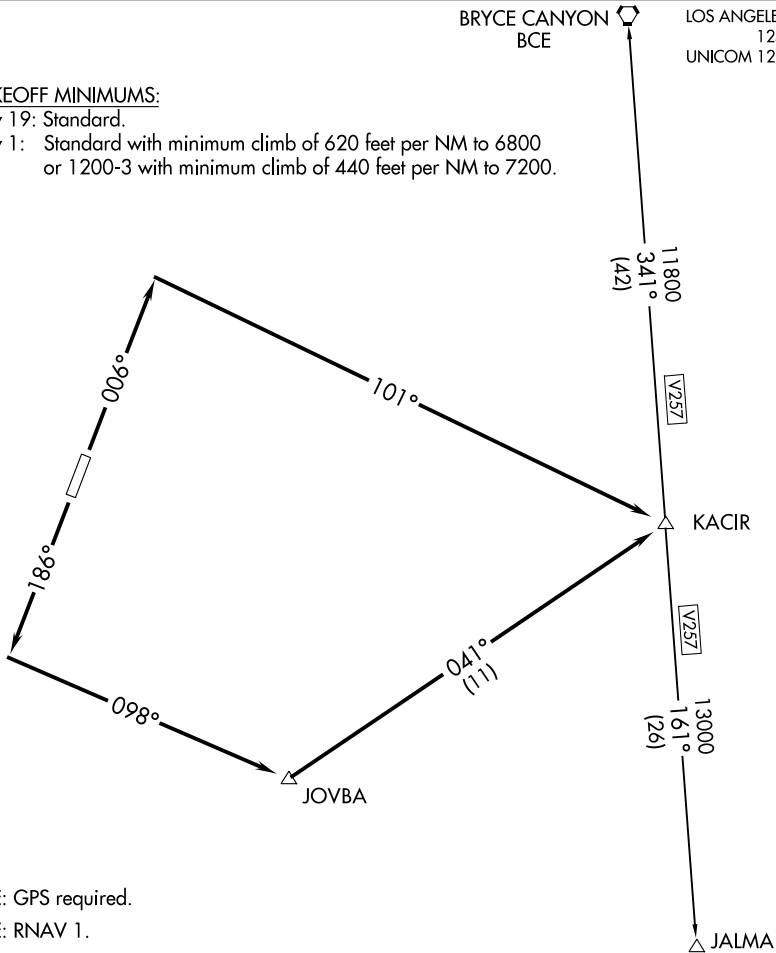 BRYCE CANYON
BCE
LOS ANGELE
12
UNICOM 12
KEOFF MINIMUMS:
y 19: Standard.
y 1: Standard with minimum climb of 620 feet per NM to 6800
or 1200-3 with minimum climb of 440 feet per NM to 7200.
11800
341°
(42)
V257
006°
101°
KACIR
186°
V257
041°
(11)
098°
13000
161°
(26)
JOVBA
E: GPS required.
E: RNAV 1.
JALMA